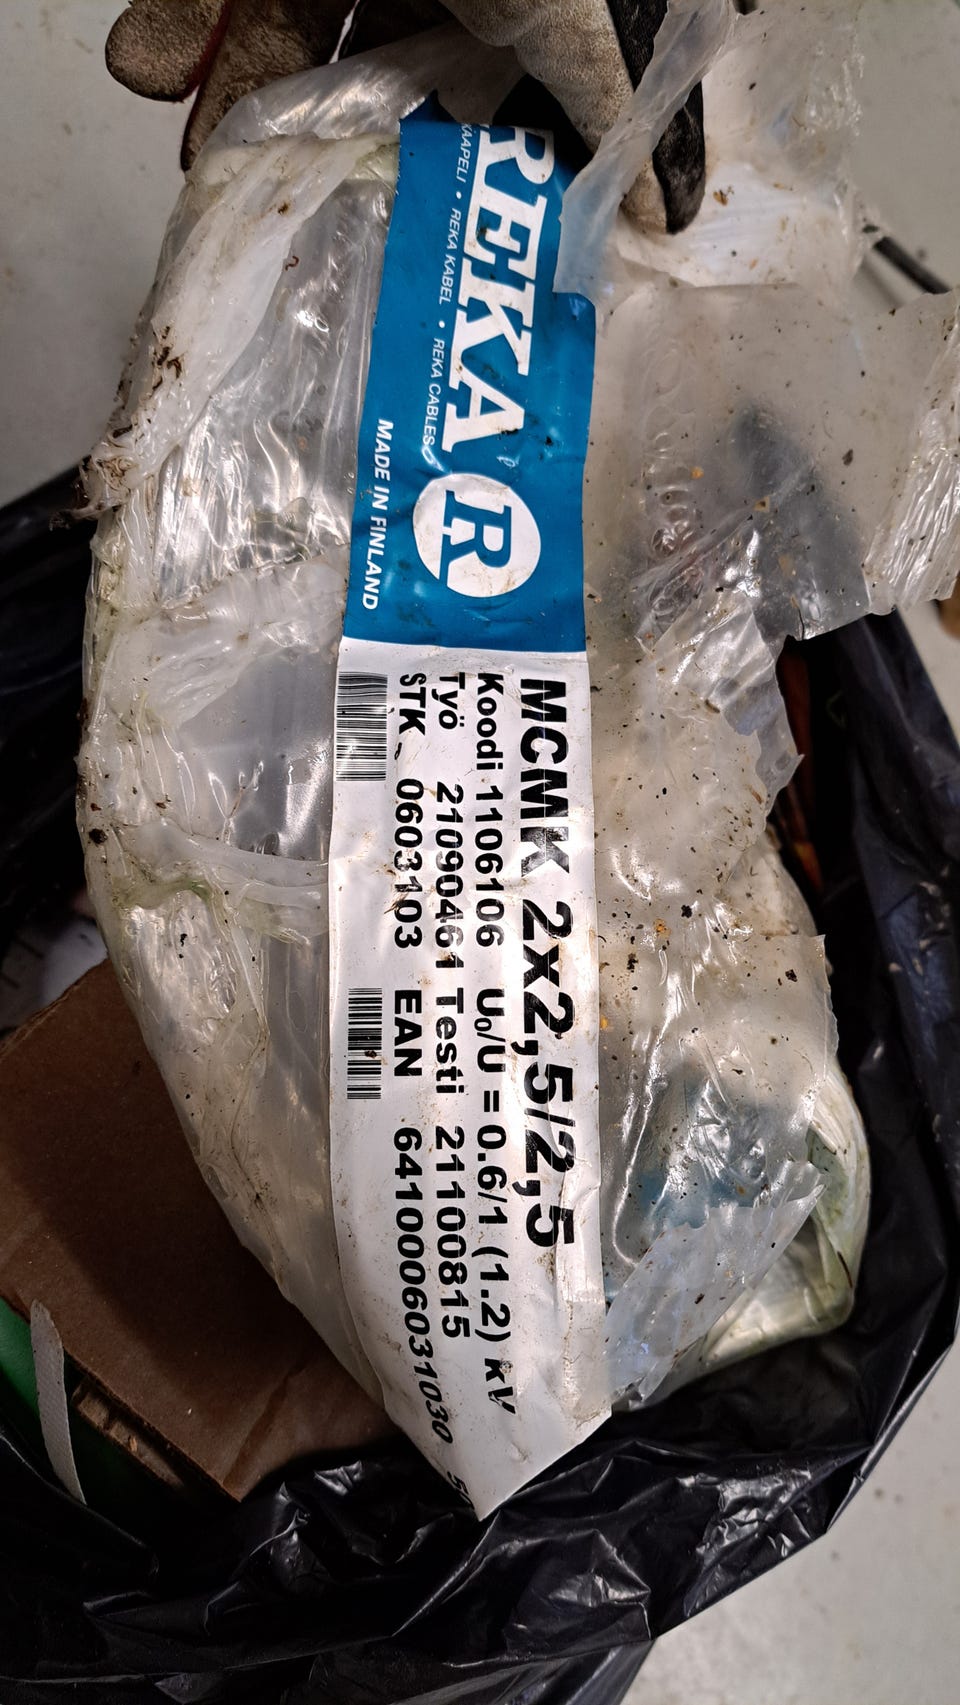 REKA R
KAAPELI • REKA KABEL • REKA CABLES
MADE IN FINLAND
MCMK 2x2,5/2,5
Koodi 1106106 U₀/U = 0.6/1 (1.2) kV
Työ 21090461 Testi 21100815
STK 0603103 EAN 6410006031030